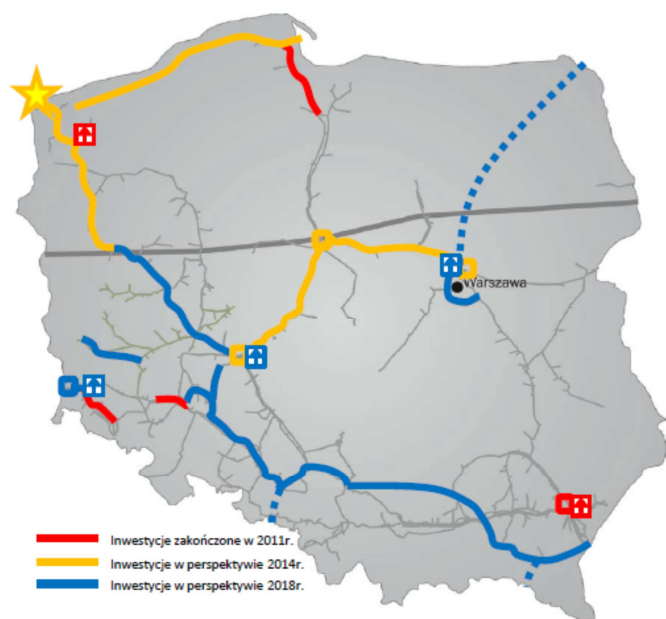 Warszawa
Inwestycje zakończone w 2011r.
Inwestycje w perspektywie 2014r.
Inwestycje w perspektywie 2018r.